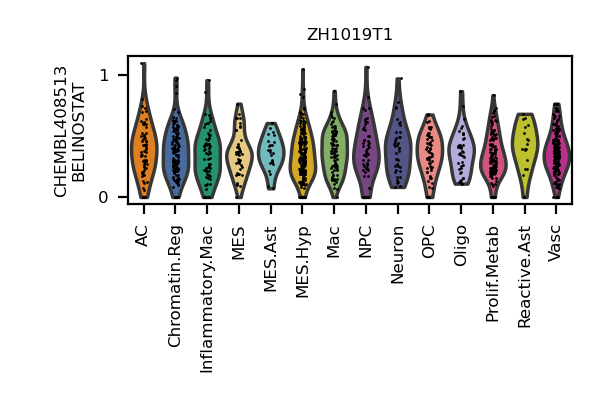 ZH1019T1
CHEMBL408513
BELINOSTAT
1
0
AC
Chromatin.Reg
Inflammatory.Mac
MES
MES.Ast
MES.Hyp
Mac
NPC
Neuron
OPC
Oligo
Prolif.Metab
Reactive.Ast
Vasc